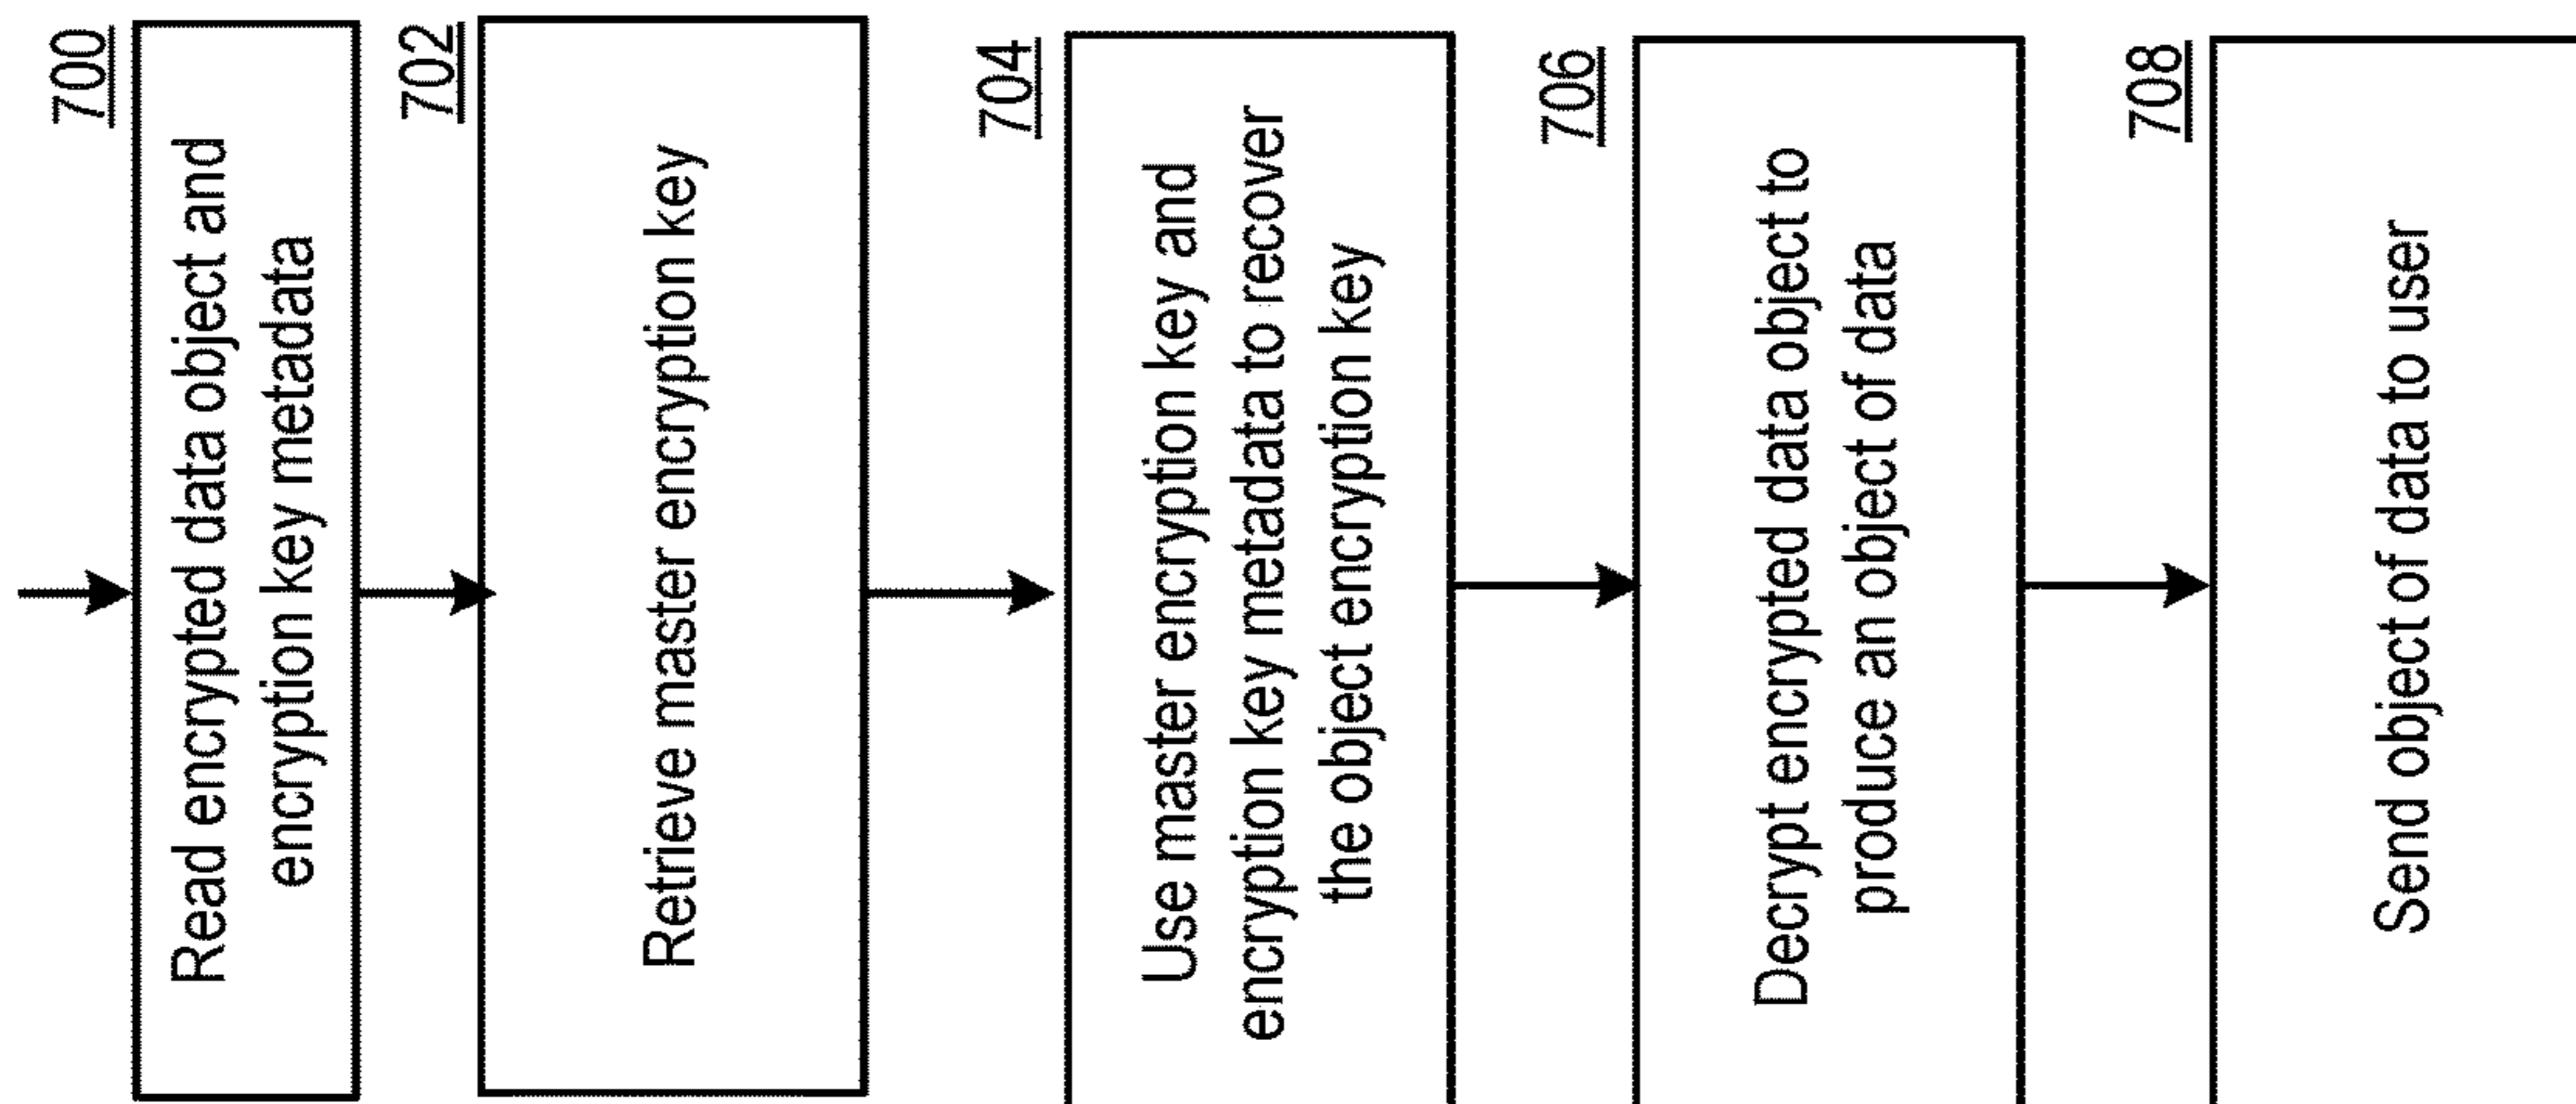 700
Read encrypted data object and
encryption key metadata
702
Retrieve master encryption key
704
Use master encryption key and
encryption key metadata to recover
the object encryption key
706
Decrypt encrypted data object to
produce an object of data
708
Send object of data to user